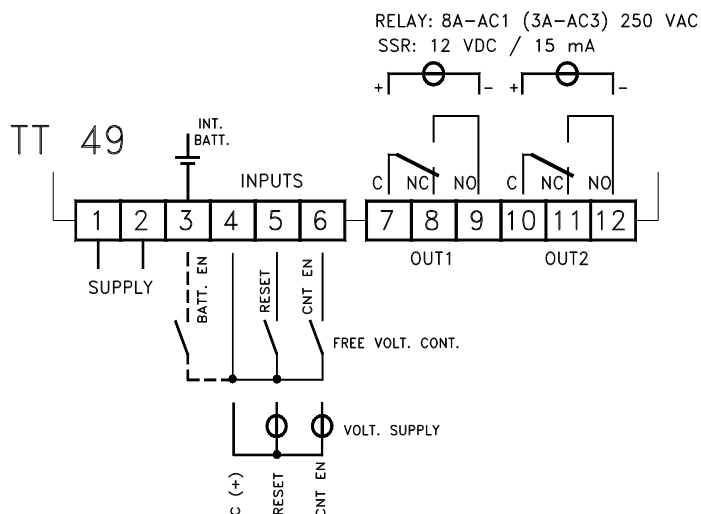 RELAY: 8A-AC1 (3A-AC3) 250 VAC
SSR: 12 VDC / 15 mA
+ - + -
TT 49
INT.
BATT.
INPUTS
C NC NO C NC NO
1 2 3 4 5 6 7 8 9 10 11 12
SUPPLY
OUT1 OUT2
BATT. EN
RESET
CNT EN
FREE VOLT. CONT.
VOLT. SUPPLY
C (+)
RESET
CNT EN